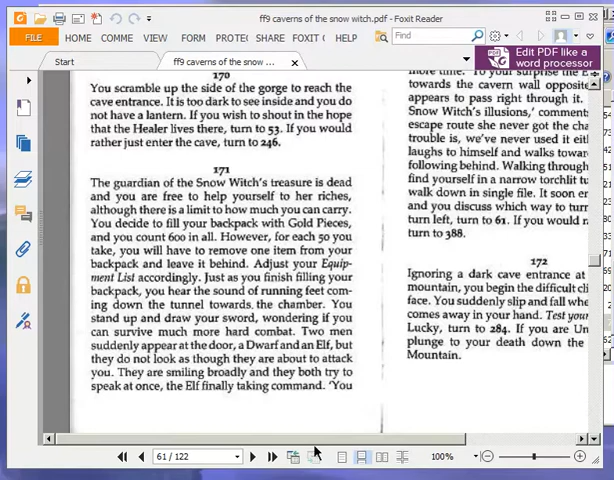 ff9 caverns of the snow witch.pdf - Foxit Reader
FILE HOME COMME VIEW FORM PROTE SHARE FOXIT C HELP Find
Edit PDF like a
word processor
Start ff9 caverns of the snow ...
170
You scramble up the side of the gorge to reach the
cave entrance. It is too dark to see inside and you do
not have a lantern. If you wish to shout in the hope
that the Healer lives there, turn to 53. If you would
rather just enter the cave, turn to 246.
171
The guardian of the Snow Witch's treasure is dead
and you are free to help yourself to her riches,
although there is a limit to how much you can carry.
You decide to fill your backpack with Gold Pieces,
and you count 600 in all. However, for each 50 you
take, you will have to remove one item from your
backpack and leave it behind. Adjust your Equip-
ment List accordingly. Just as you finish filling your
backpack, you hear the sound of running feet com-
ing down the tunnel towards the chamber. You
stand up and draw your sword, wondering if you
can survive much more hard combat. Two men
suddenly appear at the door, a Dwarf and an Elf, but
they do not look as though they are about to attack
you. They are smiling broadly and they both try to
speak at once, the Elf finally taking command. 'You
more time. To your surprise the E
towards the cavern wall opposite
appears to pass right through it.
Snow Witch's illusions,' comments
escape route she never got the cha
trouble is, we've never used it eith
laughs to himself and walks towar
following behind. Walking through
find yourself in a narrow torchlit tu
walk down in single file. It soon en
and you discuss which way to turn
turn left, turn to 61. If you would r
turn to 388.
172
Ignoring a dark cave entrance at
mountain, you begin the difficult cli
face. You suddenly slip and fall whe
comes away in your hand. Test your
Lucky, turn to 284. If you are Un
plunge to your death down the
Mountain.
61 / 122 100%